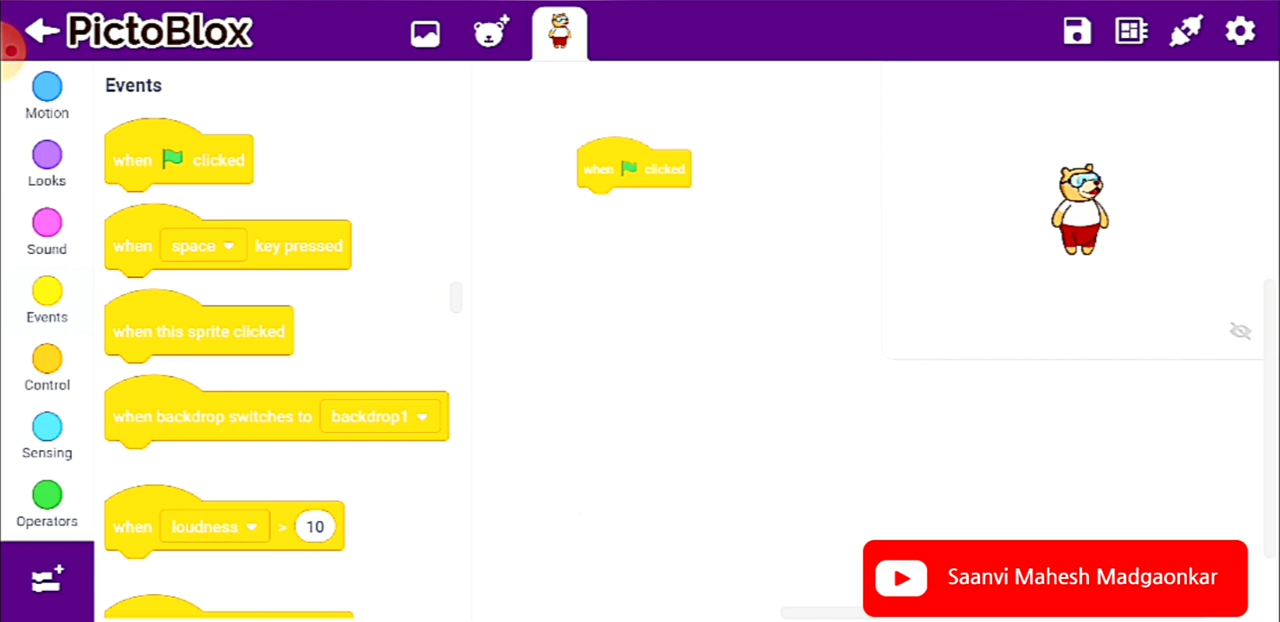 PictoBlox
Motion
Looks
Sound
Events
Control
Sensing
Operators
Events
when clicked
when space key pressed
when this sprite clicked
when backdrop switches to backdrop1
when loudness > 10
when clicked
Saanvi Mahesh Madgaonkar